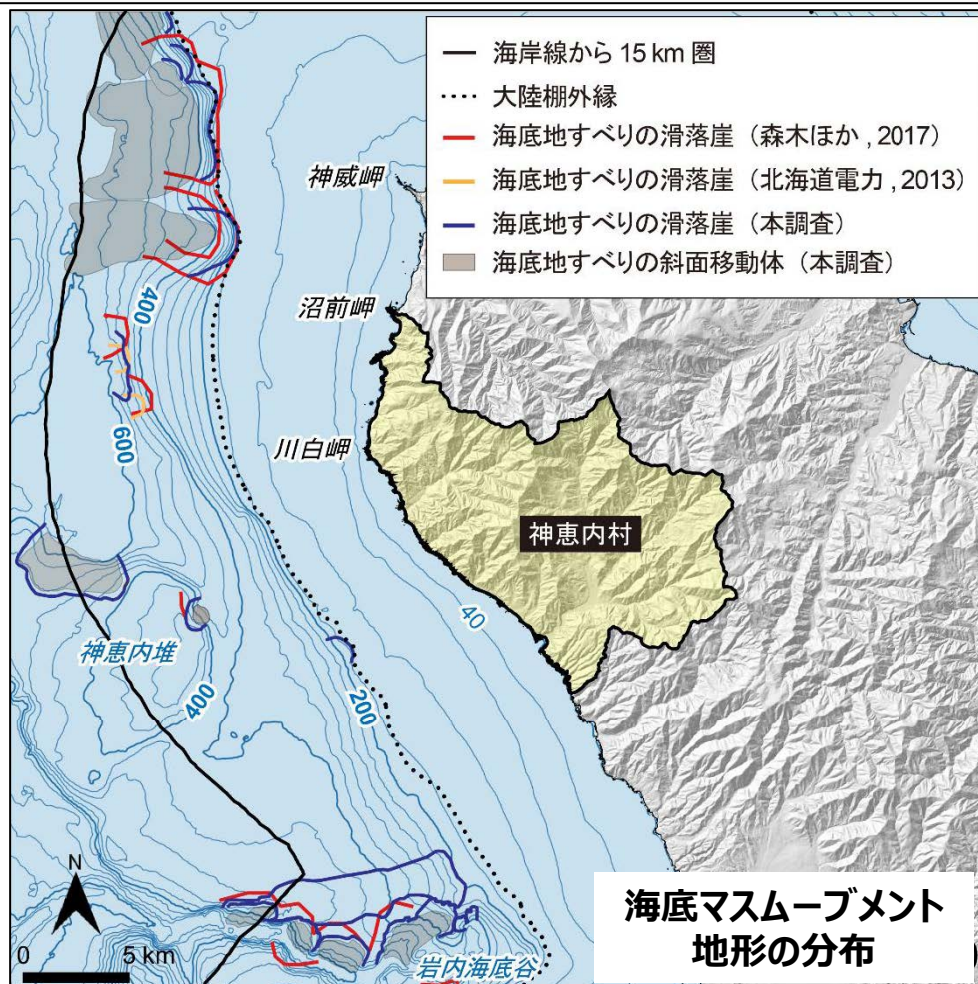 海岸線から 15 km 圏
大陸棚外縁
海底地すべりの滑落崖（森木ほか , 2017）
海底地すべりの滑落崖（北海道電力 , 2013）
海底地すべりの滑落崖（本調査）
海底地すべりの斜面移動体（本調査）
神威岬
沼前岬
400
川白岬
600
神恵内村
40
神恵内堆
400
200
N
0 5 km
岩内海底谷
海底マスムーブメント
地形の分布